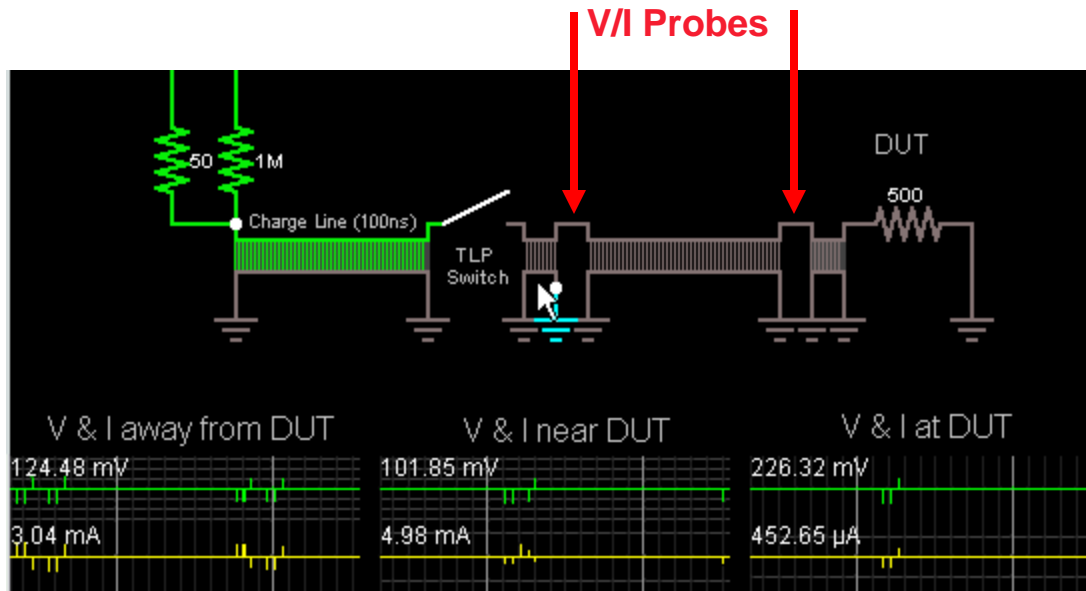 V/I Probes
DUT
50
1M
500
Charge Line (100ns)
TLP
Switch
V & I away from DUT
V & I near DUT
V & I at DUT
124.48 mV
101.85 mV
226.32 mV
3.04 mA
4.98 mA
452.65 µA